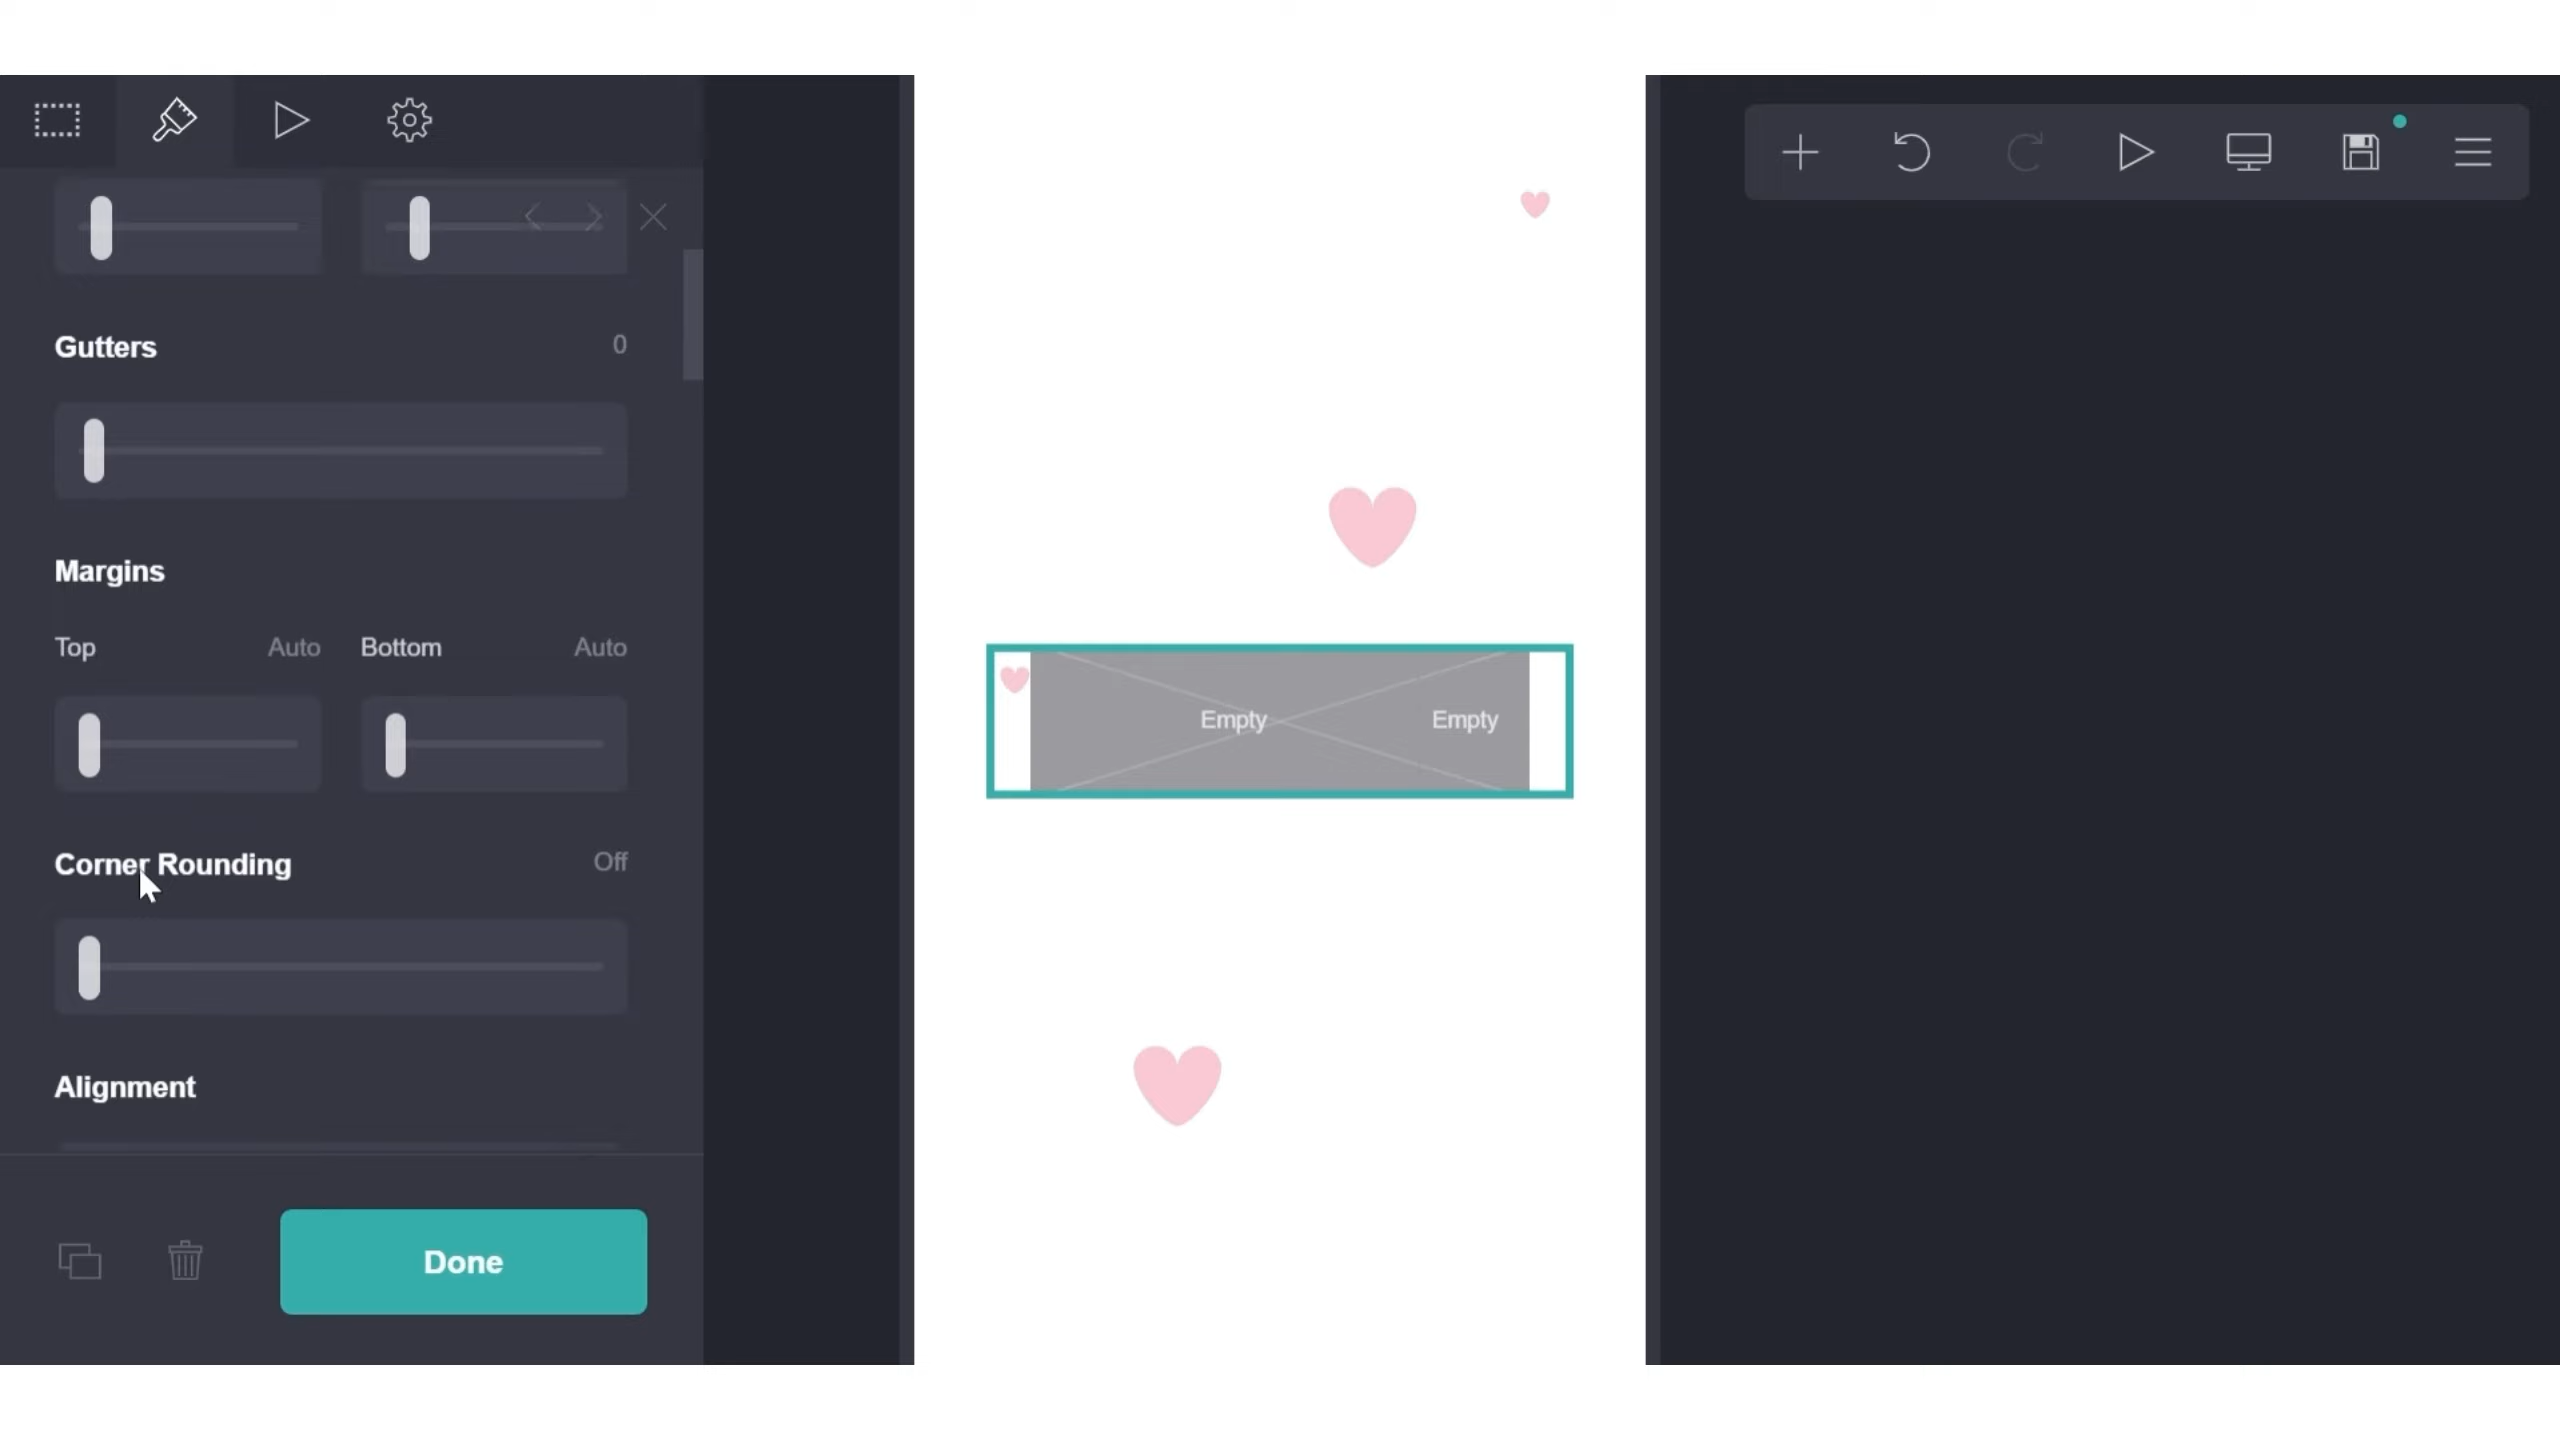 Gutters 0
Margins
Top Auto Bottom Auto
Corner Rounding Off
Alignment
Done
Empty Empty